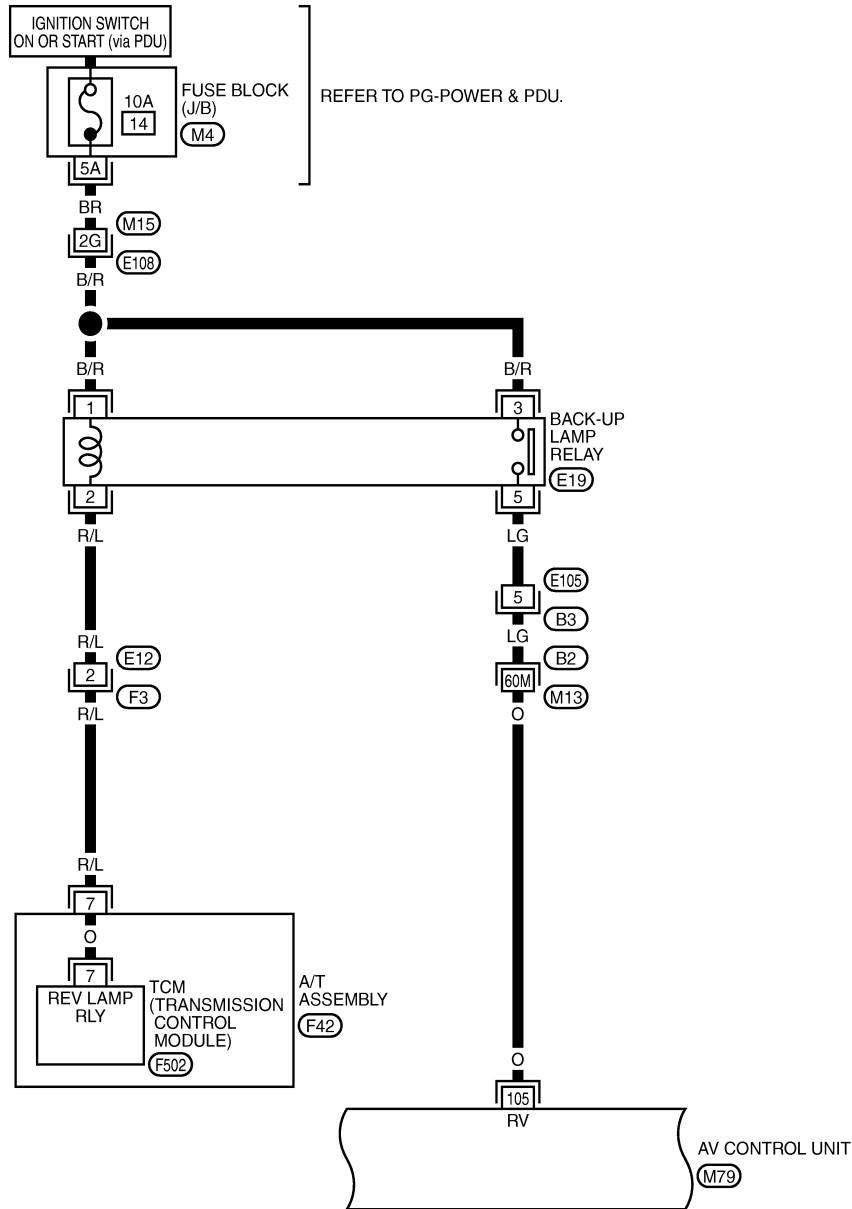 IGNITION SWITCH
ON OR START (via PDU)
FUSE BLOCK
(J/B)
10A
14
M4
REFER TO PG-POWER & PDU.
5A
BR
M15
2G
E108
B/R
B/R
B/R
1
3
BACK-UP
LAMP
RELAY
E19
2
5
R/L
LG
E105
5
B3
R/L
LG
E12
B2
2
60M
F3
M13
R/L
O
R/L
7
O
7
REV LAMP
RLY
TCM
(TRANSMISSION
CONTROL
MODULE)
F502
A/T
ASSEMBLY
F42
O
105
RV
AV CONTROL UNIT
M79